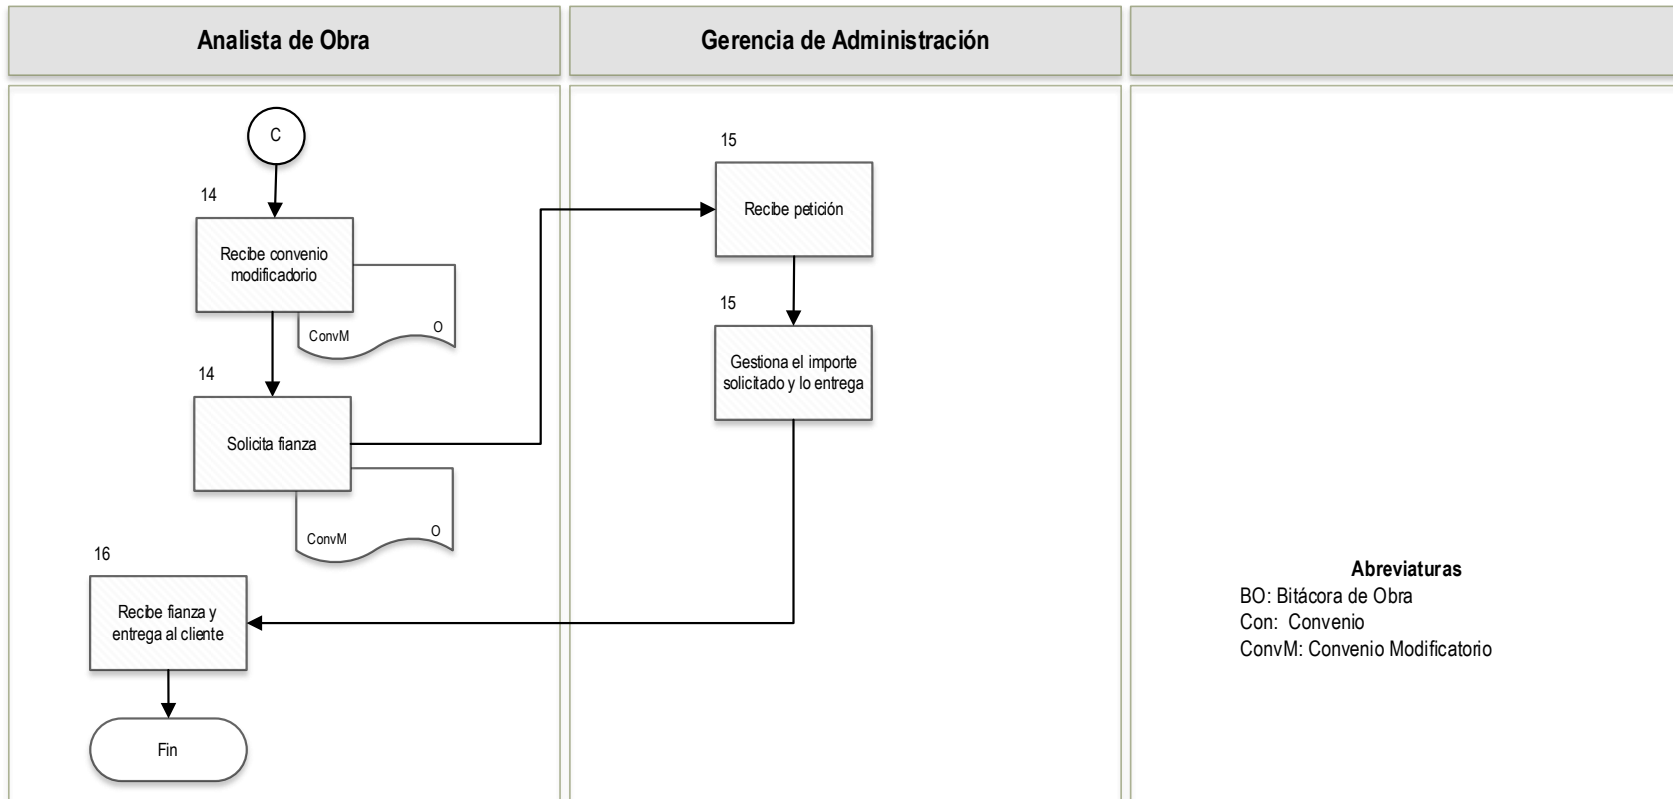 Analista de Obra
Gerencia de Administración
C
14
Recibe convenio
modificadorio
ConvM
O
14
Solicita fianza
ConvM
O
15
Recibe petición
15
Gestiona el importe
solicitado y lo entrega
16
Recibe fianza y
entrega al cliente
Fin
Abreviaturas
BO: Bitácora de Obra
Con: Convenio
ConvM: Convenio Modificatorio